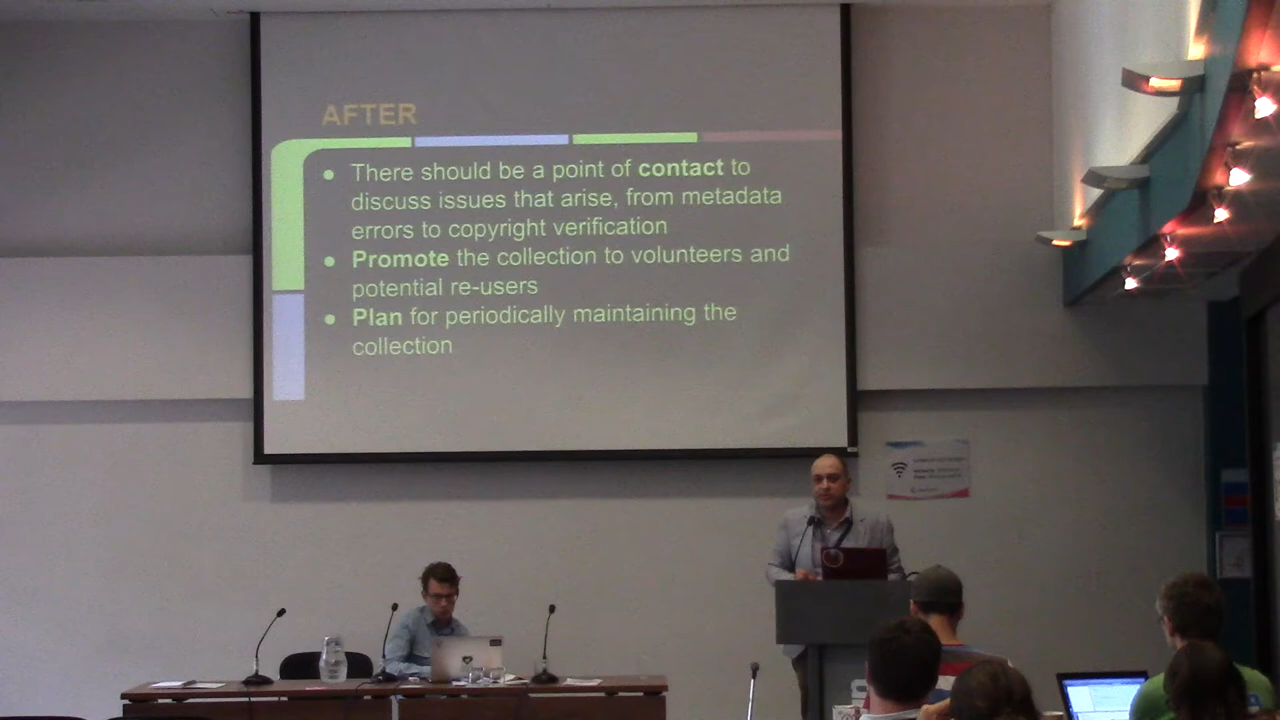 AFTER
● There should be a point of contact to
discuss issues that arise, from metadata
errors to copyright verification
● Promote the collection to volunteers and
potential re-users
● Plan for periodically maintaining the
collection